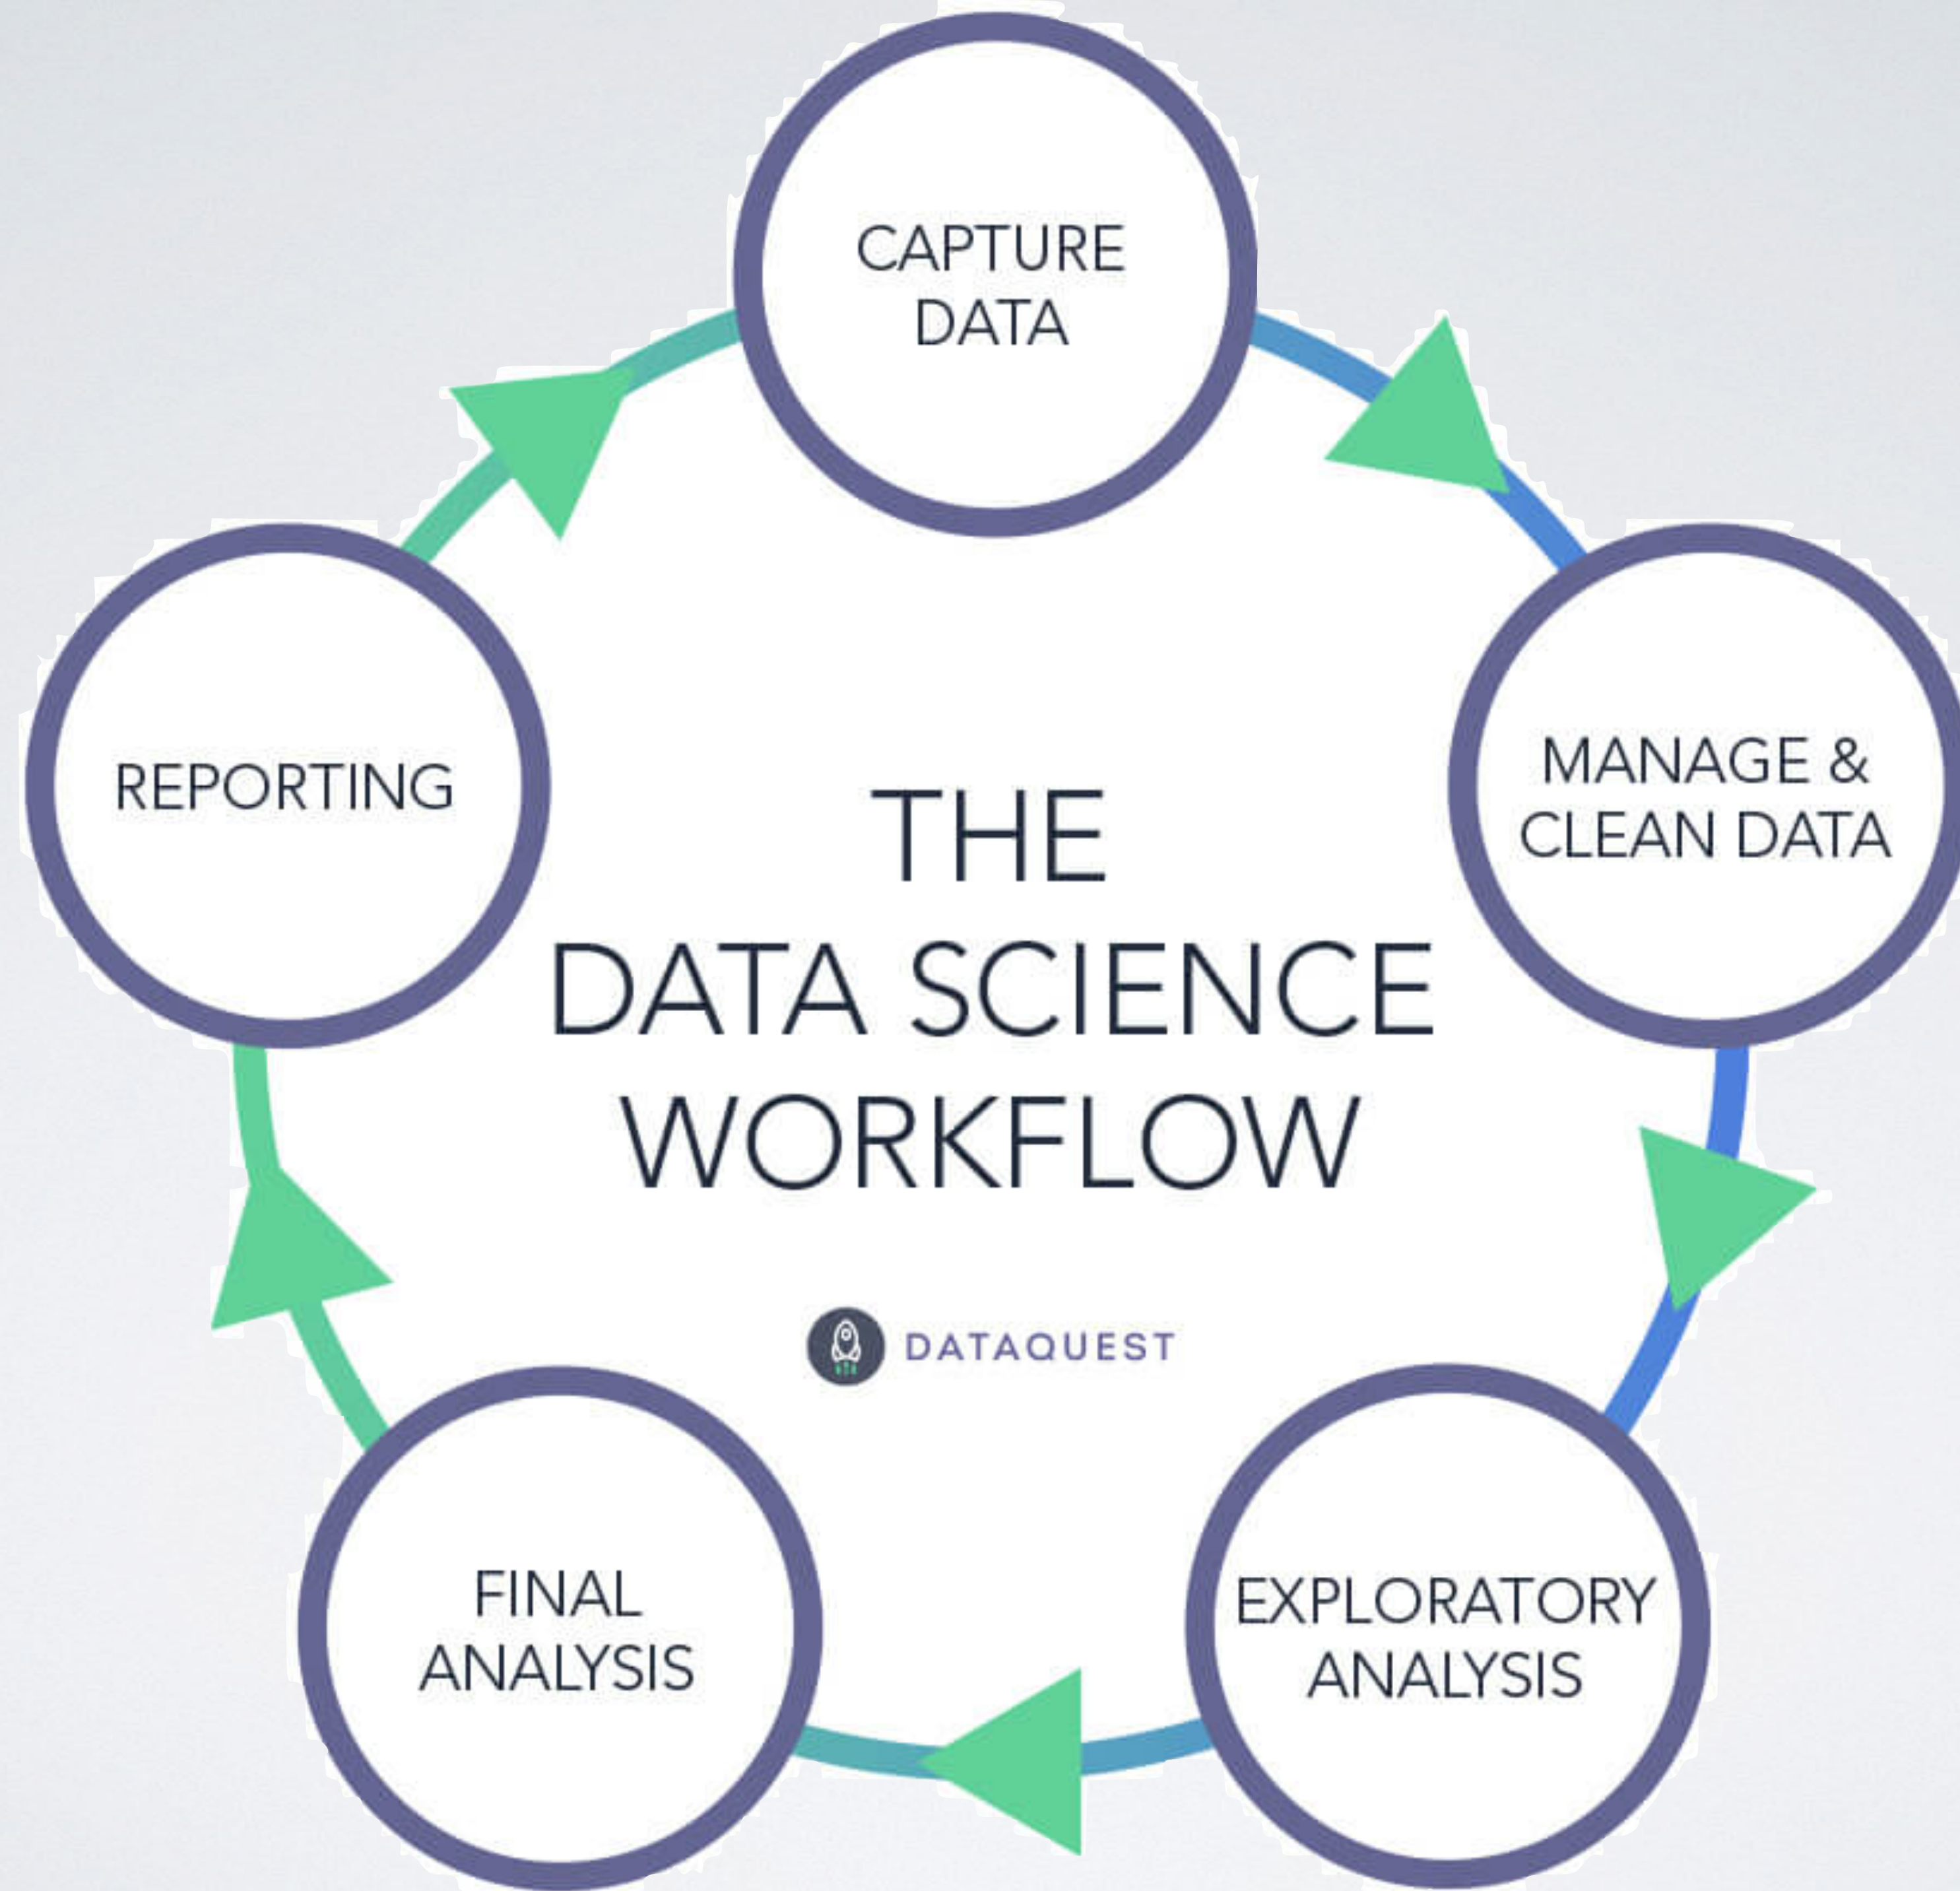 CAPTURE
DATA
MANAGE &
CLEAN DATA
EXPLORATORY
ANALYSIS
FINAL
ANALYSIS
REPORTING
THE
DATA SCIENCE
WORKFLOW
DATAQUEST